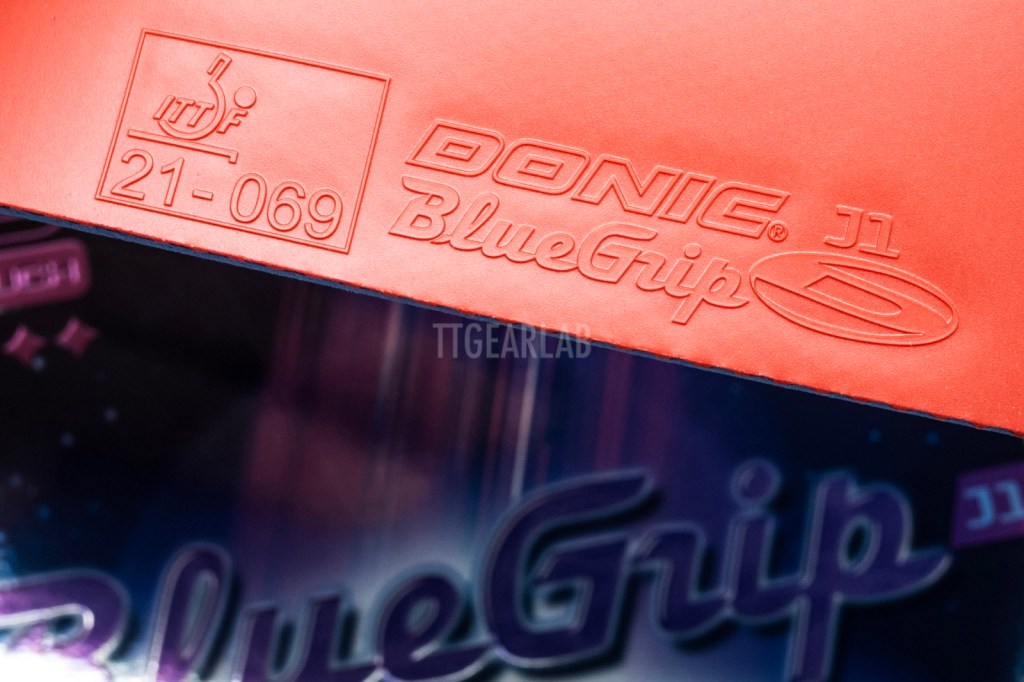 ITTF
21-069
DONIC®
BlueGrip
J1
TTGEARLAB
BlueGrip
J1